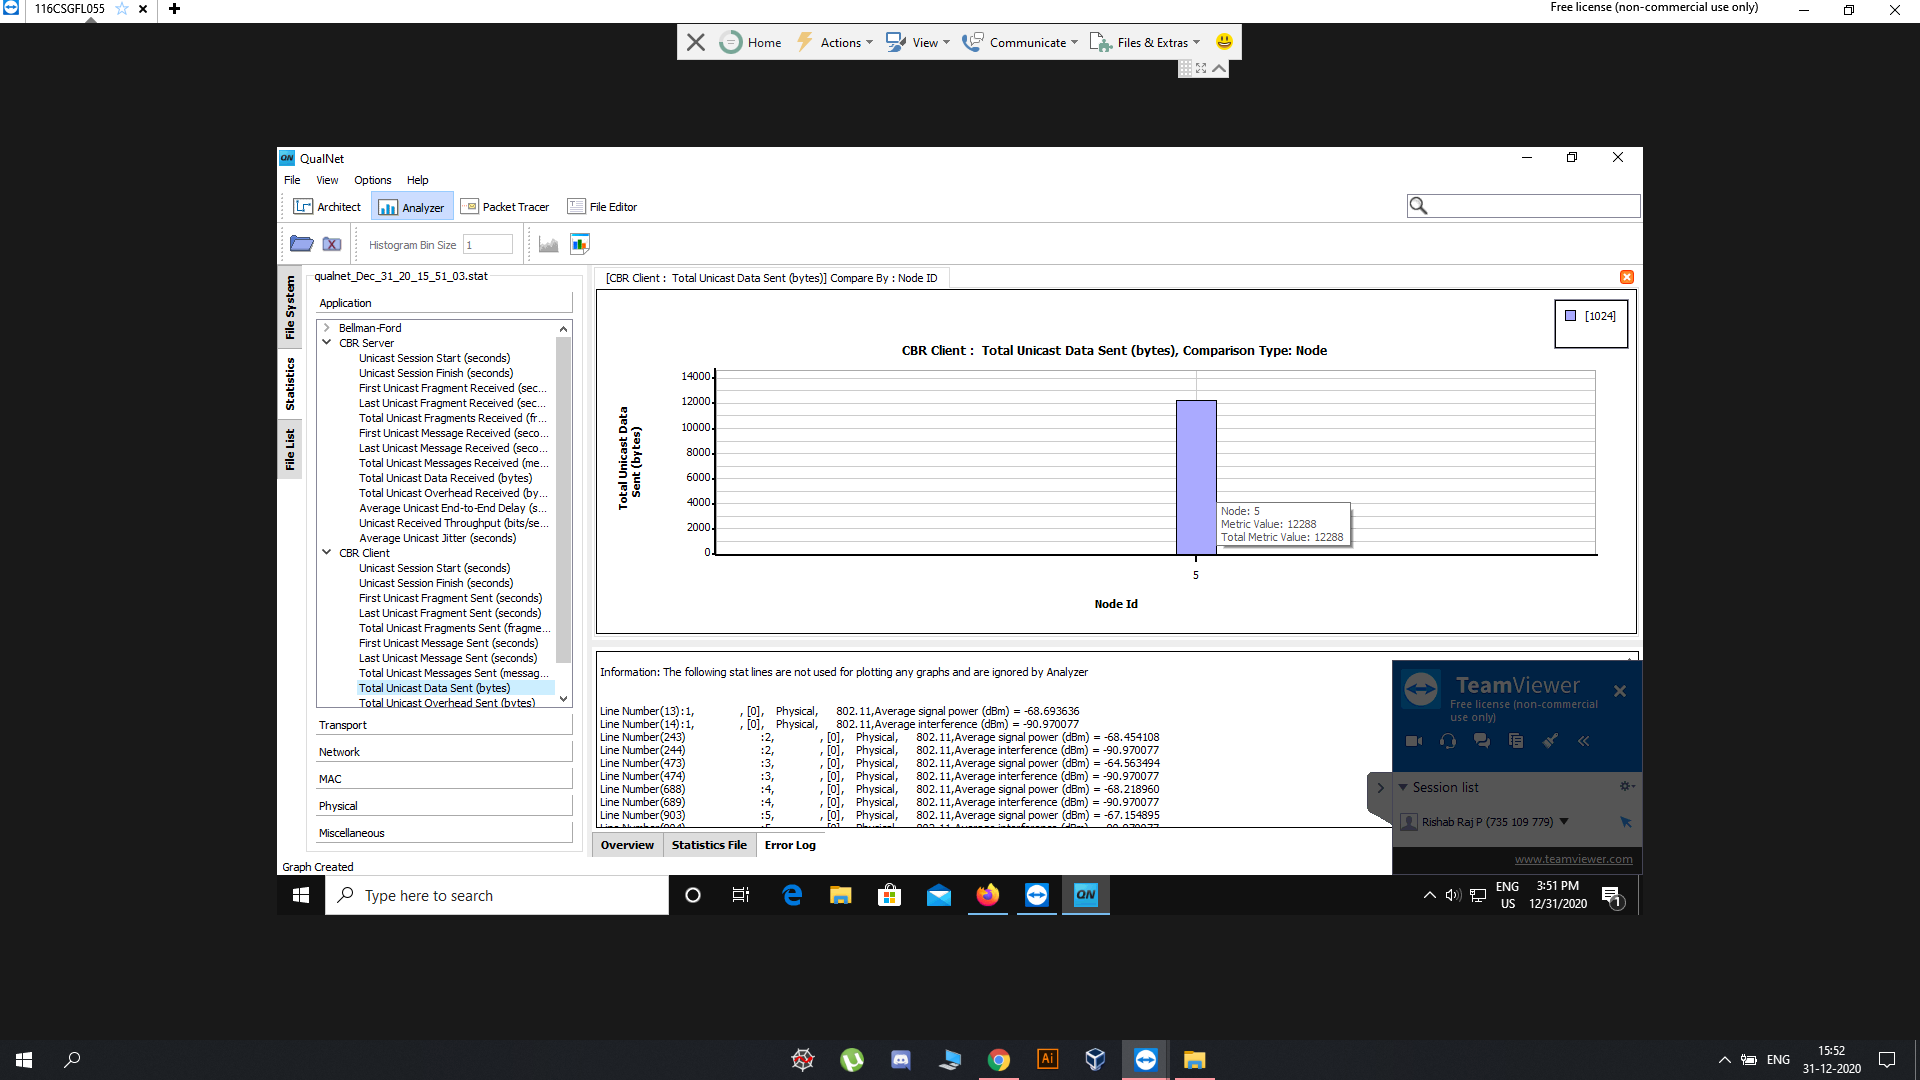 116CSGFL055
Free license (non-commercial use only)
Home Actions View Communicate Files & Extras
QN QualNet
File View Options Help
Architect Analyzer Packet Tracer File Editor
Histogram Bin Size 1
File System
Statistics
File List
qualnet_Dec_31_20_15_51_03.stat
Application
Bellman-Ford
CBR Server
Unicast Session Start (seconds)
Unicast Session Finish (seconds)
First Unicast Fragment Received (sec...
Last Unicast Fragment Received (sec...
Total Unicast Fragments Received (fr...
First Unicast Message Received (seco...
Last Unicast Message Received (seco...
Total Unicast Messages Received (me...
Total Unicast Data Received (bytes)
Total Unicast Overhead Received (by...
Average Unicast End-to-End Delay (s...
Unicast Received Throughput (bits/se...
Average Unicast Jitter (seconds)
CBR Client
Unicast Session Start (seconds)
Unicast Session Finish (seconds)
First Unicast Fragment Sent (seconds)
Last Unicast Fragment Sent (seconds)
Total Unicast Fragments Sent (fragme...
First Unicast Message Sent (seconds)
Last Unicast Message Sent (seconds)
Total Unicast Messages Sent (messag...
Total Unicast Data Sent (bytes)
Total Unicast Overhead Sent (bytes)
Transport
Network
MAC
Physical
Miscellaneous
Graph Created
[CBR Client : Total Unicast Data Sent (bytes)] Compare By : Node ID
[1024]
CBR Client : Total Unicast Data Sent (bytes), Comparison Type: Node
Total Unicast Data
Sent (bytes)
14000
12000
10000
8000
6000
4000
2000
0
Node: 5
Metric Value: 12288
Total Metric Value: 12288
5
Node Id
Information: The following stat lines are not used for plotting any graphs and are ignored by Analyzer
Line Number(13):1, , [0], Physical, 802.11,Average signal power (dBm) = -68.693636
Line Number(14):1, , [0], Physical, 802.11,Average interference (dBm) = -90.970077
Line Number(243) :2, , [0], Physical, 802.11,Average signal power (dBm) = -68.454108
Line Number(244) :2, , [0], Physical, 802.11,Average interference (dBm) = -90.970077
Line Number(473) :3, , [0], Physical, 802.11,Average signal power (dBm) = -64.563494
Line Number(474) :3, , [0], Physical, 802.11,Average interference (dBm) = -90.970077
Line Number(688) :4, , [0], Physical, 802.11,Average signal power (dBm) = -68.218960
Line Number(689) :4, , [0], Physical, 802.11,Average interference (dBm) = -90.970077
Line Number(903) :5, , [0], Physical, 802.11,Average signal power (dBm) = -67.154895
Overview Statistics File Error Log
TeamViewer
Free license (non-commercial
use only)
Session list
Rishab Raj P (735 109 779)
www.teamviewer.com
Type here to search
QN
ENG
US
3:51 PM
12/31/2020
1
Ai
ENG
15:52
31-12-2020